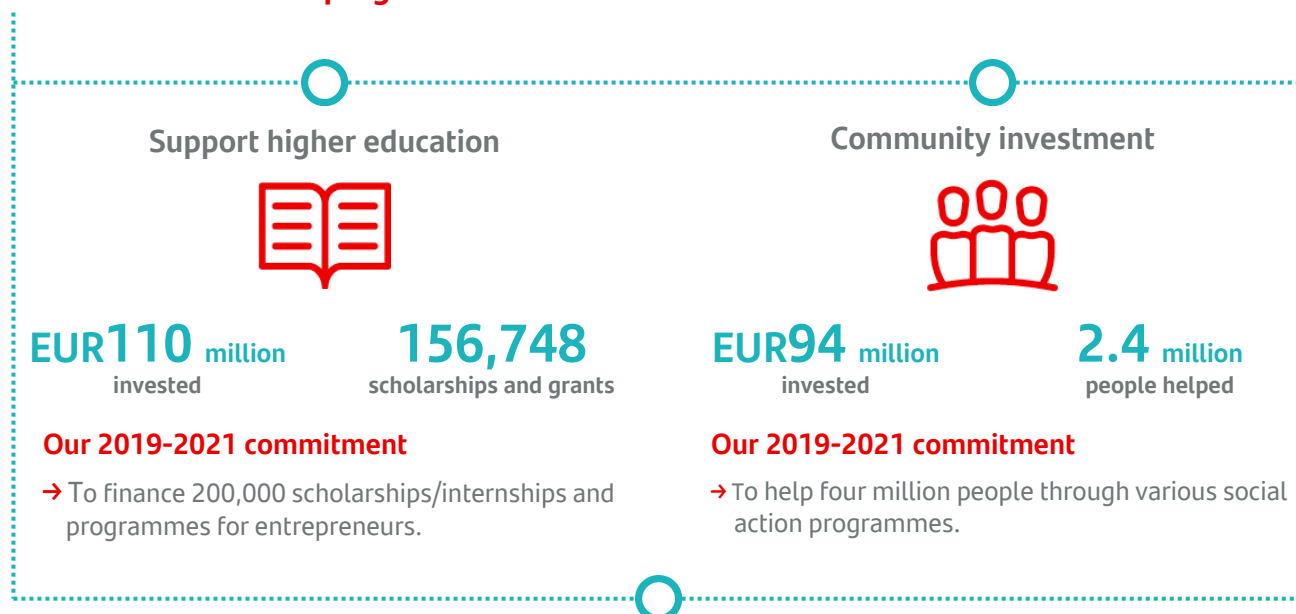 Support higher education
EUR110 million
invested
156,748
scholarships and grants
Our 2019-2021 commitment
→ To finance 200,000 scholarships/internships and
programmes for entrepreneurs.
Community investment
EUR94 million
invested
2.4 million
people helped
Our 2019-2021 commitment
→ To help four million people through various social
action programmes.